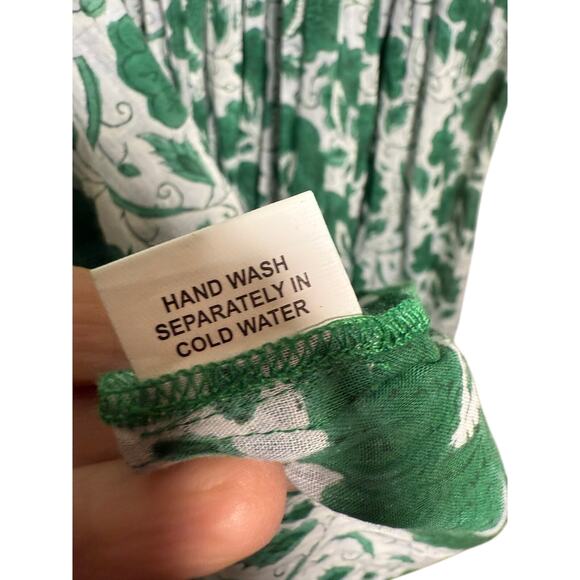 HAND WASH
SEPARATELY IN
COLD WATER